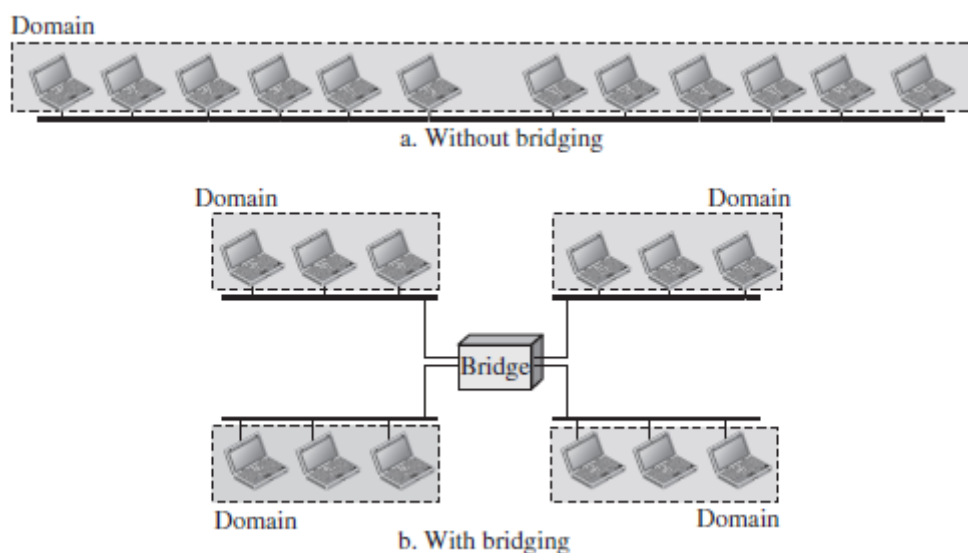 Domain
a. Without bridging
Domain
Domain
Bridge
Domain
Domain
b. With bridging